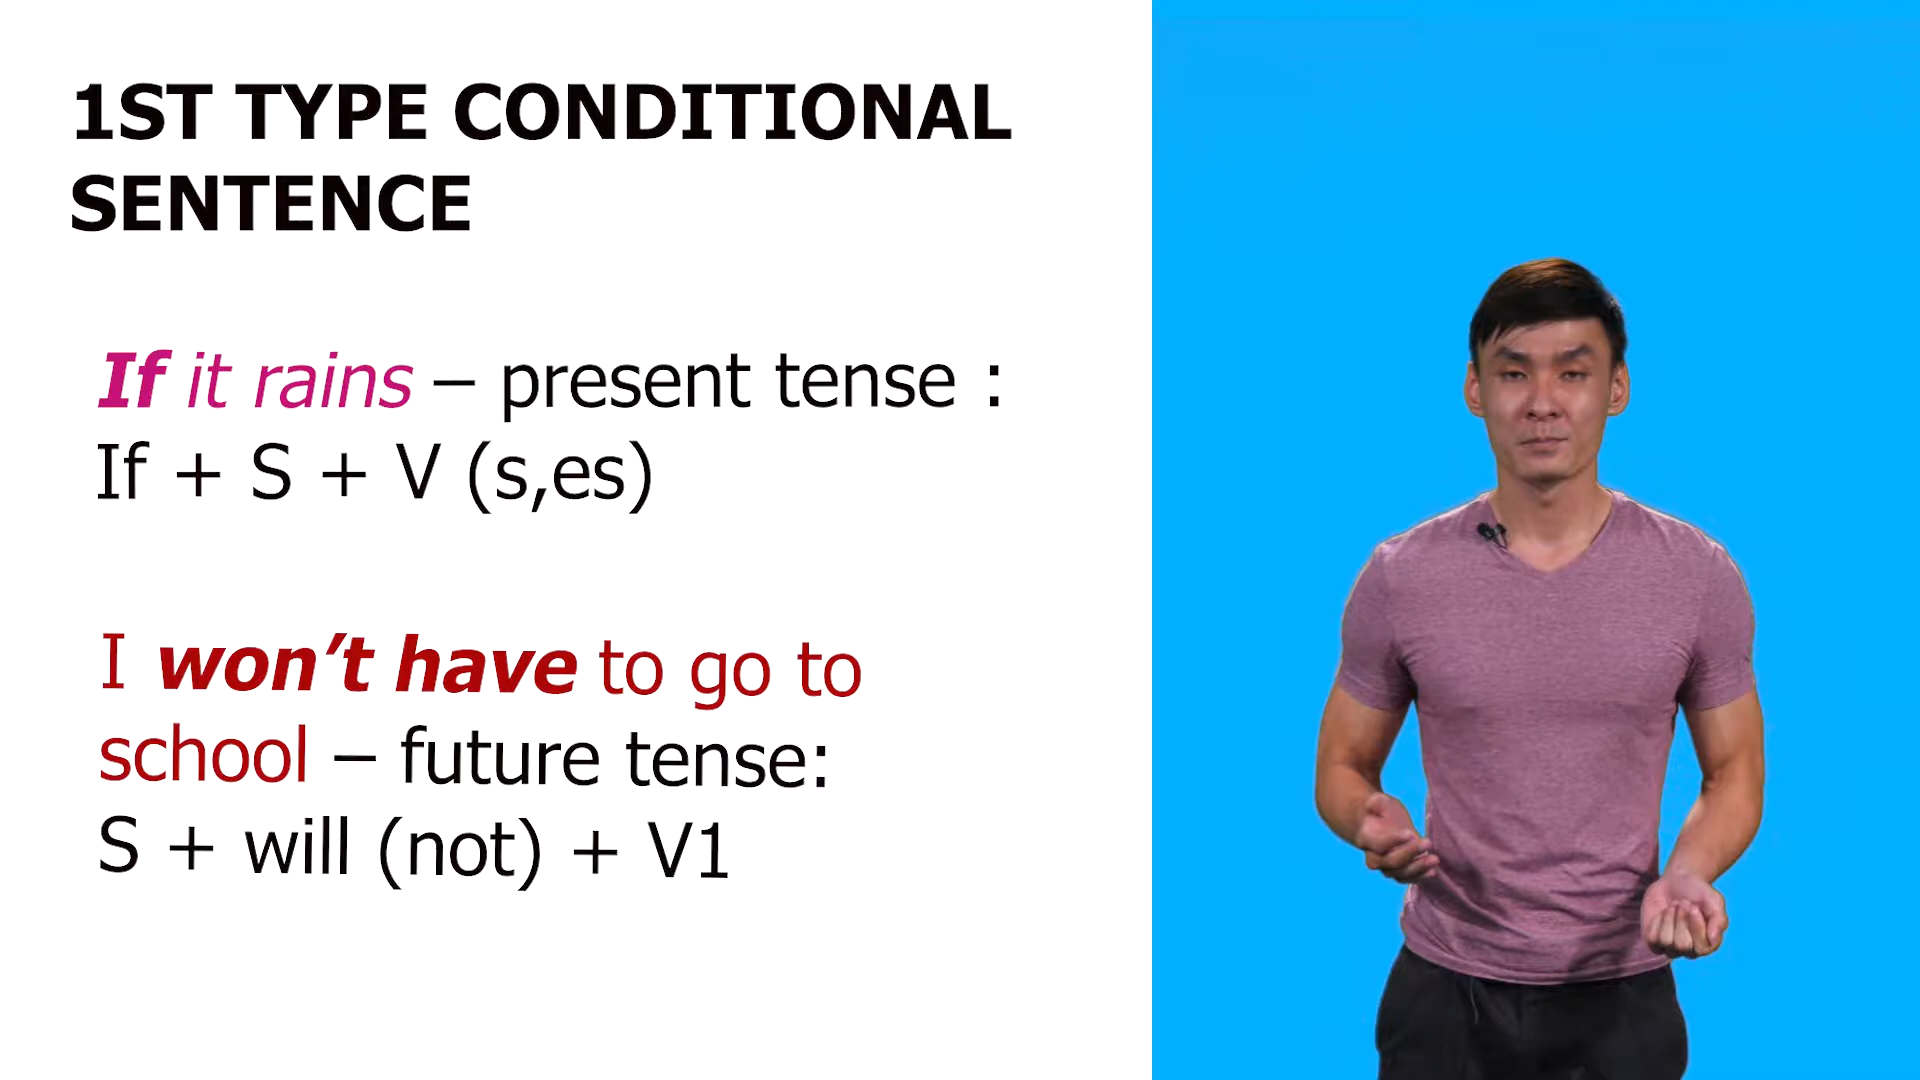 1ST TYPE CONDITIONAL
SENTENCE
If it rains – present tense :
If + S + V (s,es)
I won’t have to go to
school – future tense:
S + will (not) + V1